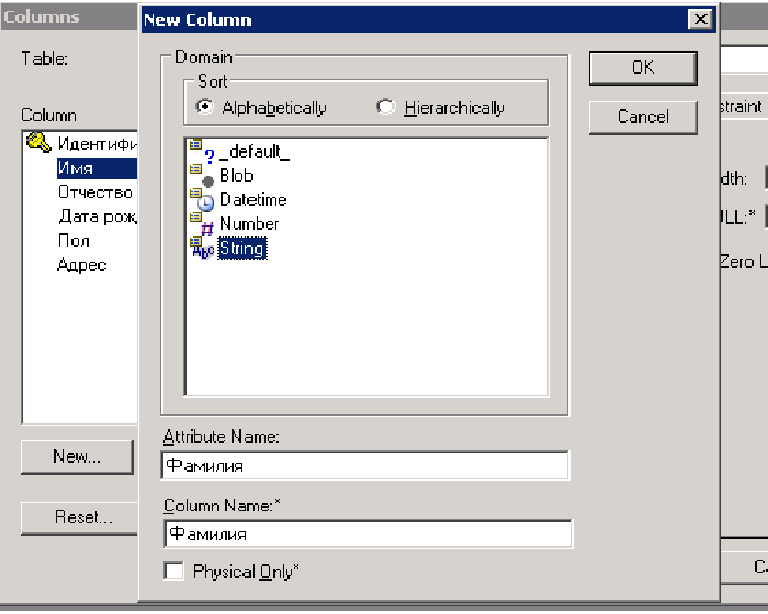 Columns
Table:
Column
Идентифи
Имя
Отчество
Дата рож
Пол
Адрес
New...
Reset...
New Column
Domain
Sort
Alphabetically
Hierarchically
_default_
Blob
Datetime
Number
String
OK
Cancel
Attribute Name:
Фамилия
Column Name:*
Фамилия
Physical Only*
straint
dth:
ILL:*
Zero L
C